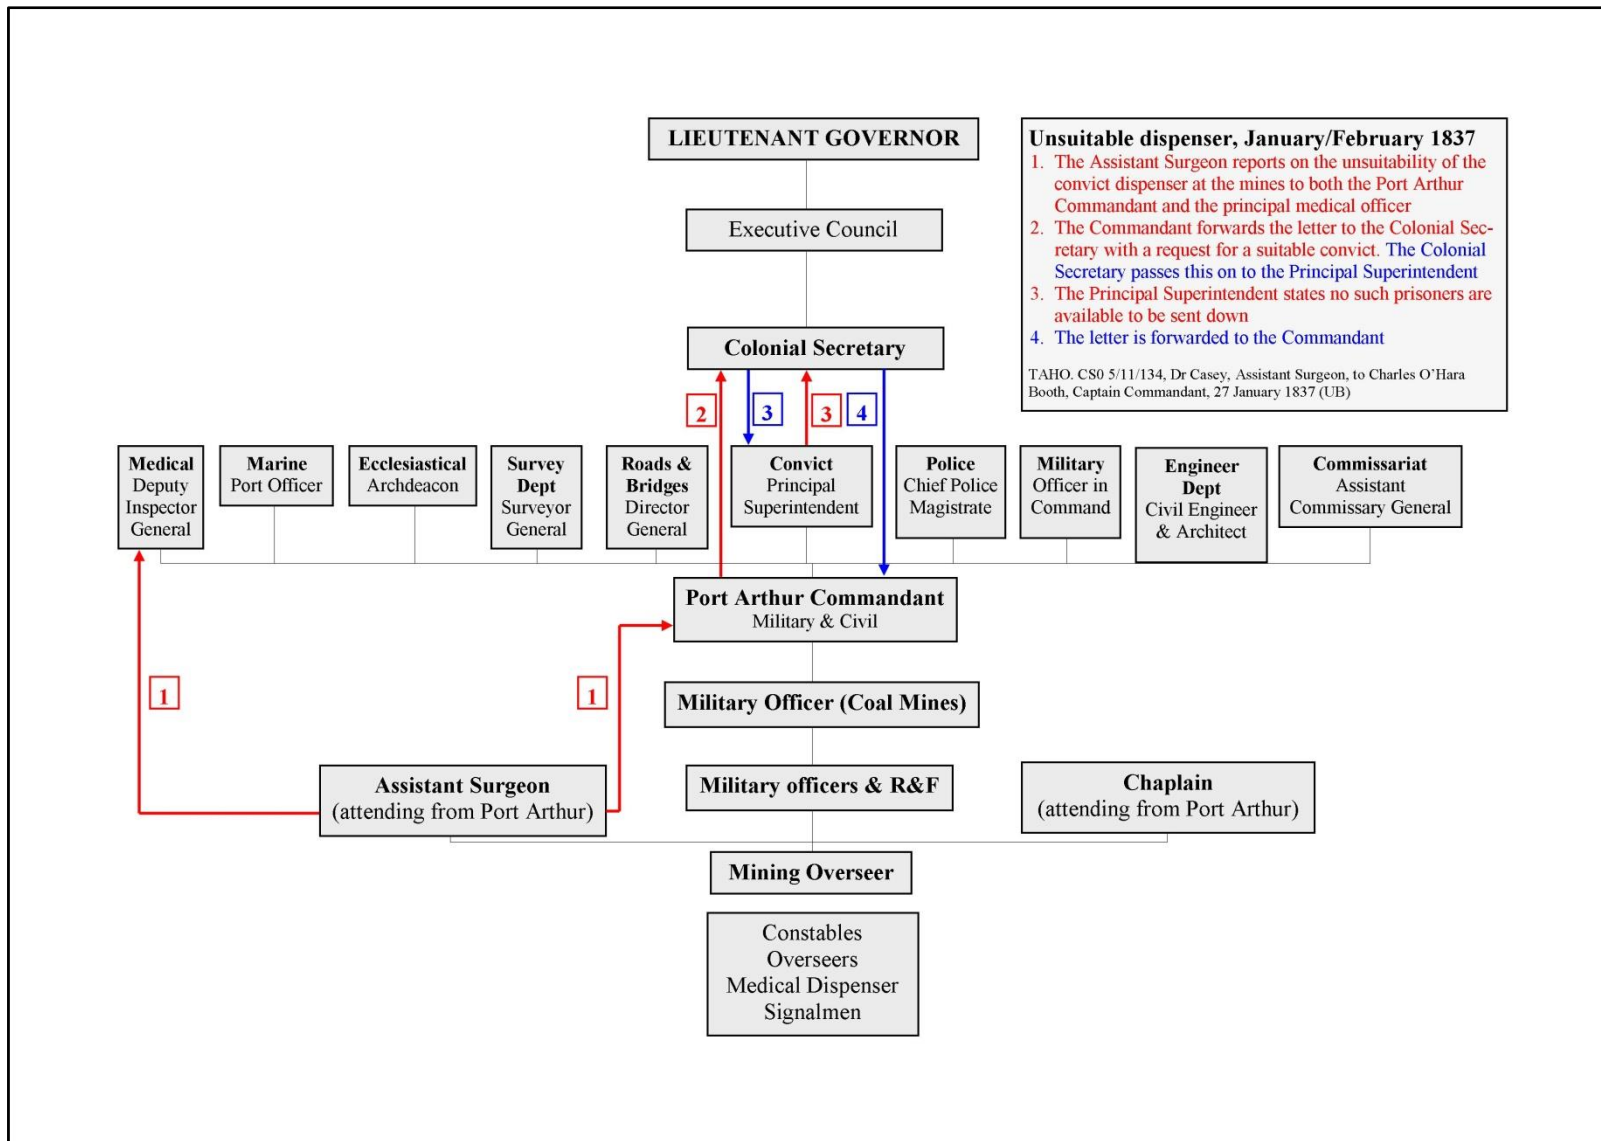 LIEUTENANT GOVERNOR
Executive Council
Colonial Secretary
Unsuitable dispenser, January/February 1837
1. The Assistant Surgeon reports on the unsuitability of the
convict dispenser at the mines to both the Port Arthur
Commandant and the principal medical officer
2. The Commandant forwards the letter to the Colonial Sec-
retary with a request for a suitable convict. The Colonial
Secretary passes this on to the Principal Superintendent
3. The Principal Superintendent states no such prisoners are
available to be sent down
4. The letter is forwarded to the Commandant
TAHO. CS0 5/11/134, Dr Casey, Assistant Surgeon, to Charles O'Hara
Booth, Captain Commandant, 27 January 1837 (UB)
2
3
3
4
Medical
Deputy
Inspector
General
Marine
Port Officer
Ecclesiastical
Archdeacon
Survey
Dept
Surveyor
General
Roads &
Bridges
Director
General
Convict
Principal
Superintendent
Police
Chief Police
Magistrate
Military
Officer in
Command
Engineer
Dept
Civil Engineer
& Architect
Commissariat
Assistant
Commissary General
Port Arthur Commandant
Military & Civil
1
1
Military Officer (Coal Mines)
Assistant Surgeon
(attending from Port Arthur)
Military officers & R&F
Chaplain
(attending from Port Arthur)
Mining Overseer
Constables
Overseers
Medical Dispenser
Signalmen